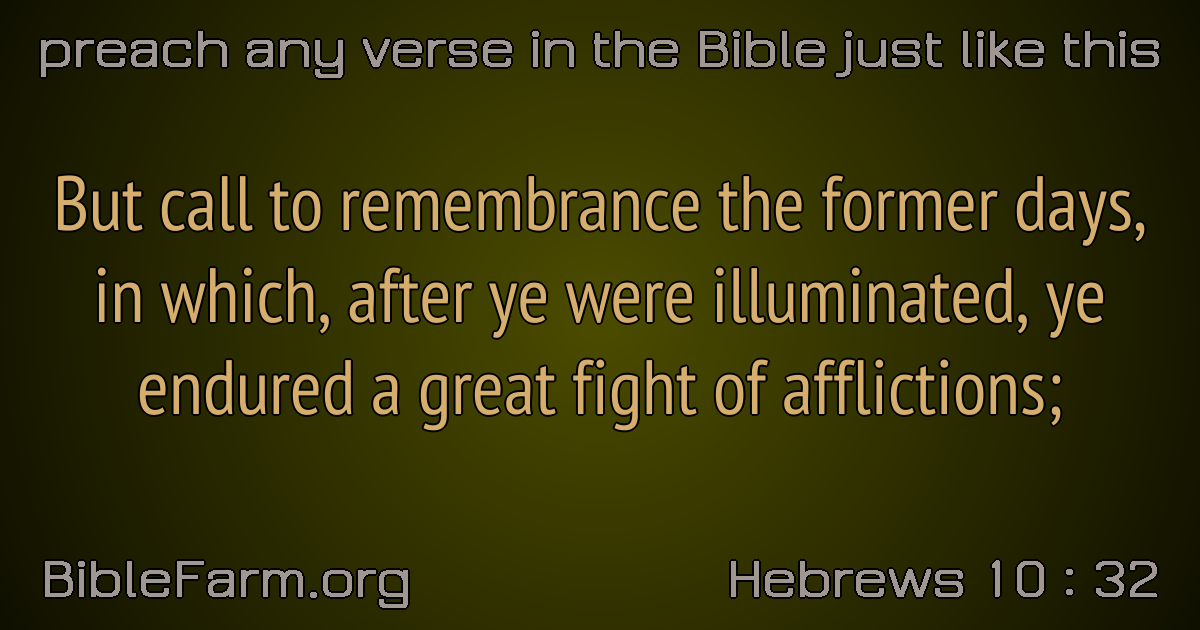 preach any verse in the Bible just like this
But call to remembrance the former days,
in which, after ye were illuminated, ye
endured a great fight of afflictions;
BibleFarm.org
Hebrews 10 : 32